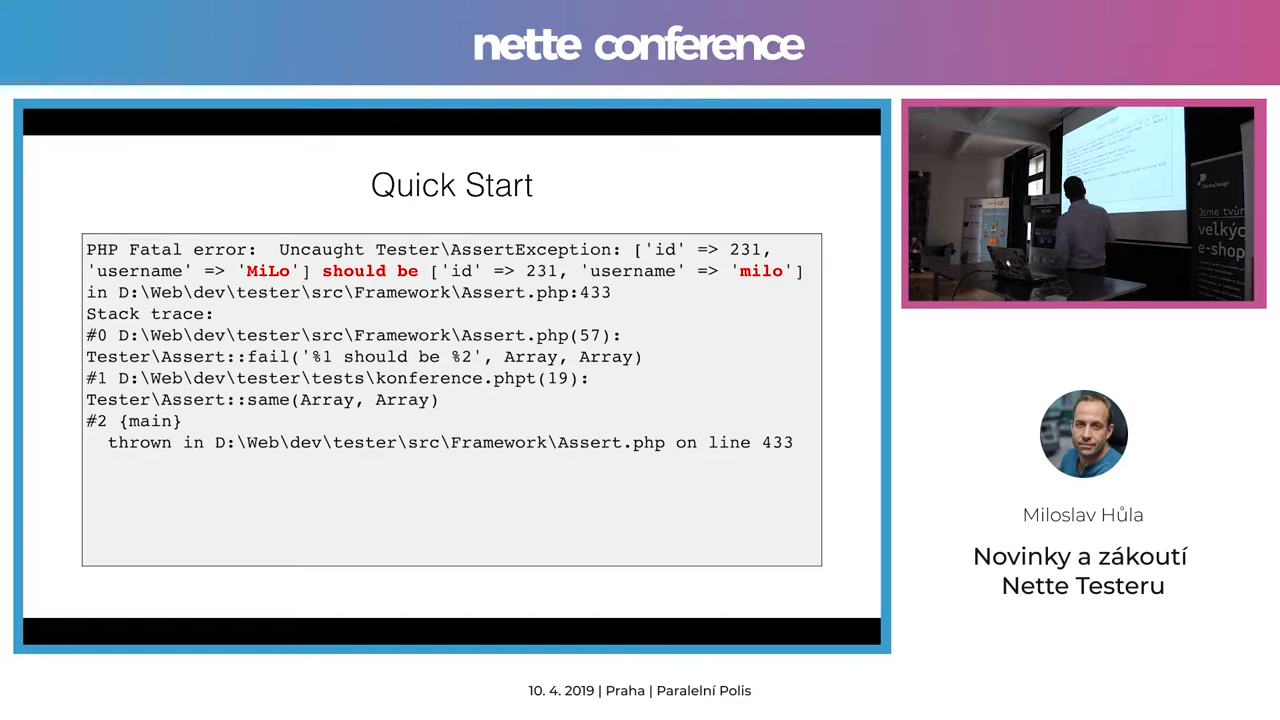 nette conference
Quick Start
PHP Fatal error:  Uncaught Tester\AssertException: ['id' => 231,
'username' => 'MiLo'] should be ['id' => 231, 'username' => 'milo']
in D:\Web\dev\tester\src\Framework\Assert.php:433
Stack trace:
#0 D:\Web\dev\tester\src\Framework\Assert.php(57):
Tester\Assert::fail('%1 should be %2', Array, Array)
#1 D:\Web\dev\tester\tests\konference.phpt(19):
Tester\Assert::same(Array, Array)
#2 {main}
  thrown in D:\Web\dev\tester\src\Framework\Assert.php on line 433
Jsme tvůr
velkýc
e-shop
Miloslav Hůla
Novinky a zákoutí
Nette Testeru
10. 4. 2019 | Praha | Paralelní Polis